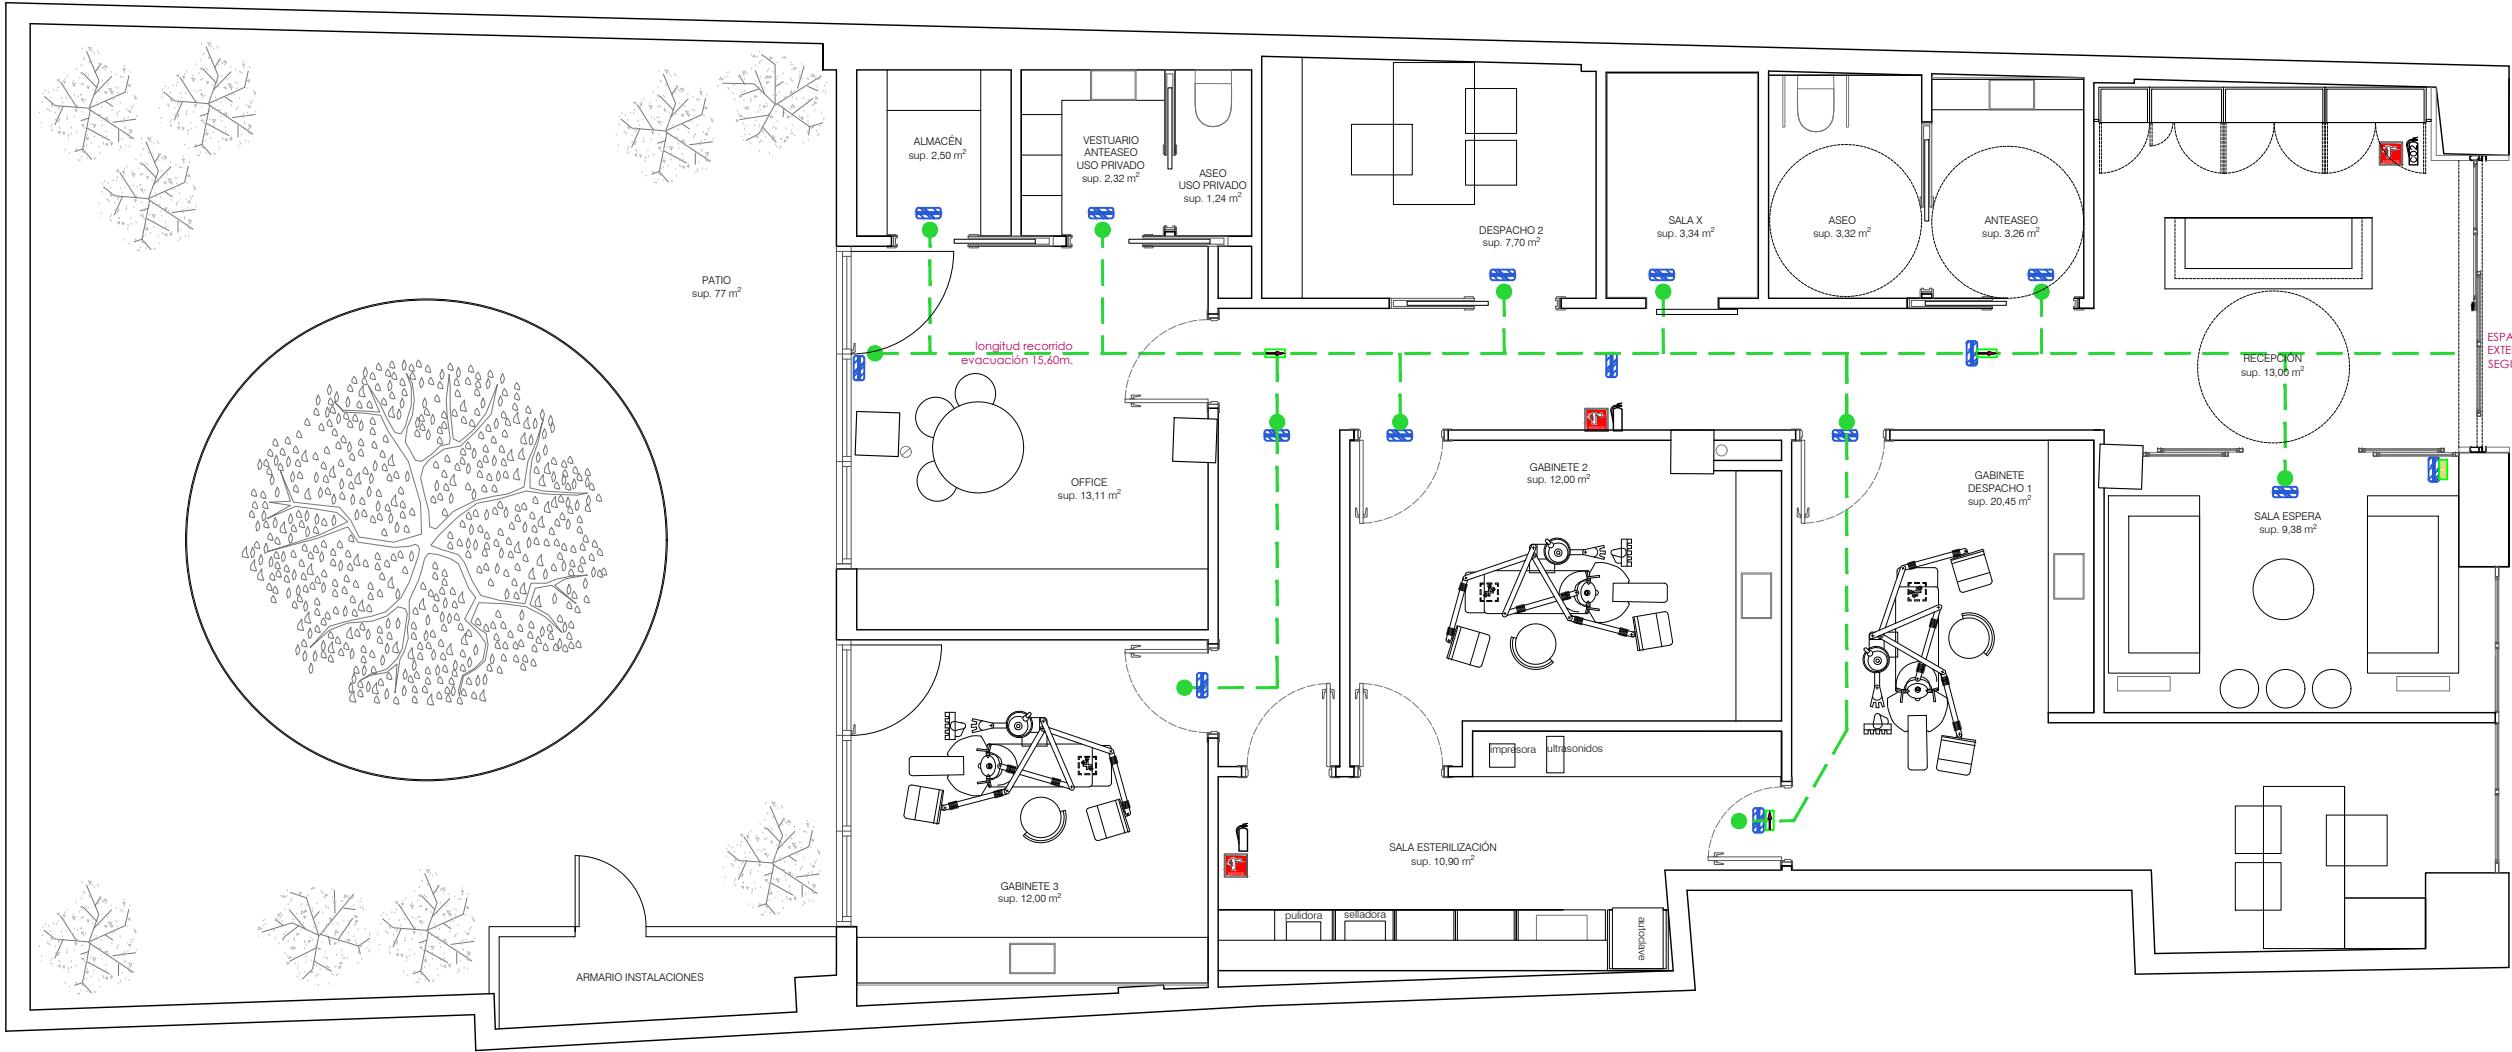 ALMACÉN
sup. 2,50 m²
VESTUARIO
ANTEASEO
USO PRIVADO
sup. 2,32 m²
ASEO
USO PRIVADO
sup. 1,24 m²
DESPACHO 2
sup. 7,70 m²
SALA X
sup. 3,34 m²
ASEO
sup. 3,32 m²
ANTEASEO
sup. 3,26 m²
CO2
PATIO
sup. 77 m²
longitud recorrido
evacuación 15,60m.
RECEPCIÓN
sup. 13,00 m²
ESPA
EXTE
SEGU
OFFICE
sup. 13,11 m²
GABINETE 2
sup. 12,00 m²
GABINETE
DESPACHO 1
sup. 20,45 m²
SALA ESPERA
sup. 9,38 m²
impresora
ultrasonidos
SALA ESTERILIZACIÓN
sup. 10,90 m²
GABINETE 3
sup. 12,00 m²
pulidora
selladora
autoclave
ARMARIO INSTALACIONES